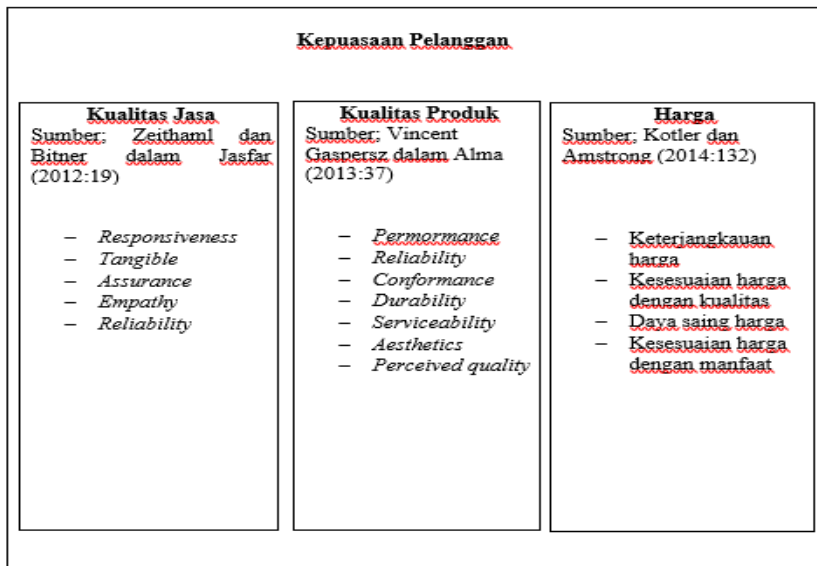 Kepuasaan Pelanggan
Kualitas Jasa
Sumber; Zeithaml dan
Bitner dalam Jasfar
(2012:19)
– Responsiveness
– Tangible
– Assurance
– Empathy
– Reliability
Kualitas Produk
Sumber; Vincent
Gaspersz dalam Alma
(2013:37)
– Permormance
– Reliability
– Conformance
– Durability
– Serviceability
– Aesthetics
– Perceived quality
Harga
Sumber; Kotler dan
Amstrong (2014:132)
– Keterjangkauan
harga
– Kesesuaian harga
dengan kualitas
– Daya saing harga
– Kesesuaian harga
dengan manfaat